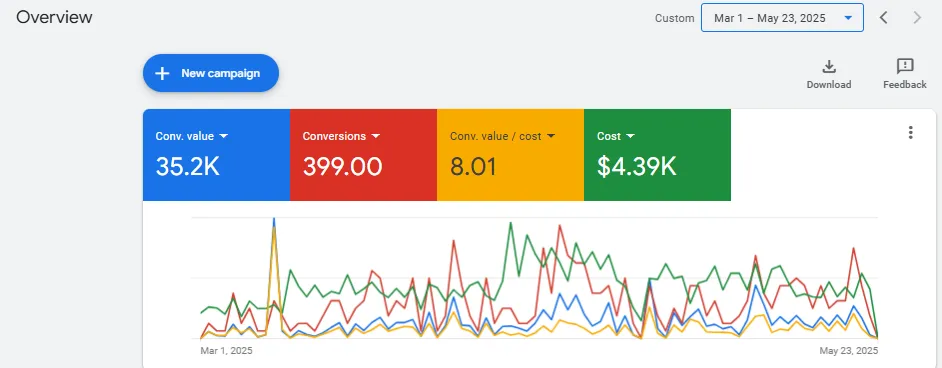 Overview
Custom
Mar 1 – May 23, 2025
New campaign
Download
Feedback
Conv. value
35.2K
Conversions
399.00
Conv. value / cost
8.01
Cost
$4.39K
Mar 1, 2025
May 23, 2025